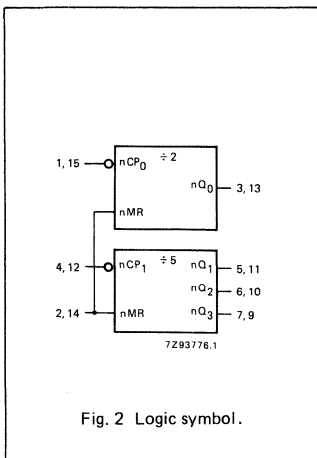 ÷2
1, 15 nCP0
nQ0 3, 13
nMR
÷5
4, 12 nCP1 nQ1 5, 11
nQ2 6, 10
2, 14 nMR nQ3 7, 9
7Z93776.1
Fig. 2 Logic symbol.